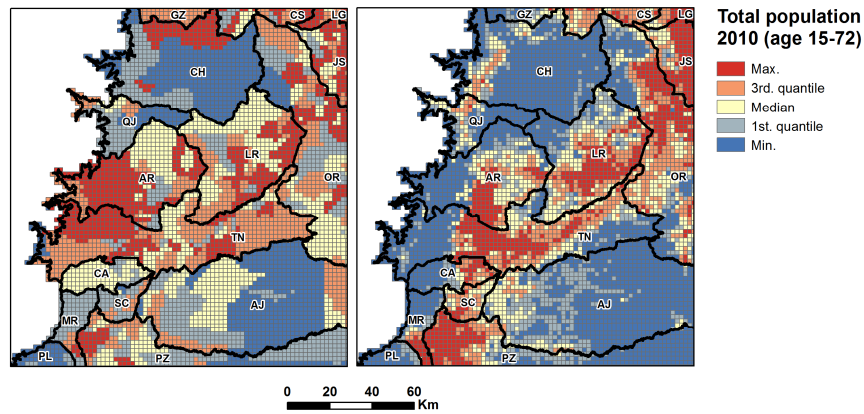 GZ
CS
LG
JS
CH
QJ
LR
AR
OR
TN
CA
SC
AJ
MR
PL
PZ
GZ
CS
LG
JS
CH
QJ
LR
AR
OR
TN
CA
SC
AJ
MR
PL
PZ
Total population
2010 (age 15-72)
Max.
3rd. quantile
Median
1st. quantile
Min.
0 20 40 60
Km